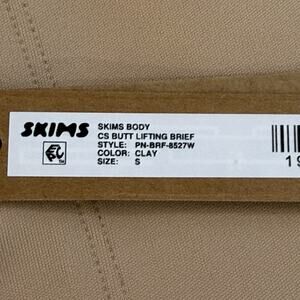 SKIMS
SKIMS BODY
CS BUTT LIFTING BRIEF
STYLE: PN-BRF-8527W
COLOR: CLAY
SIZE: S
19